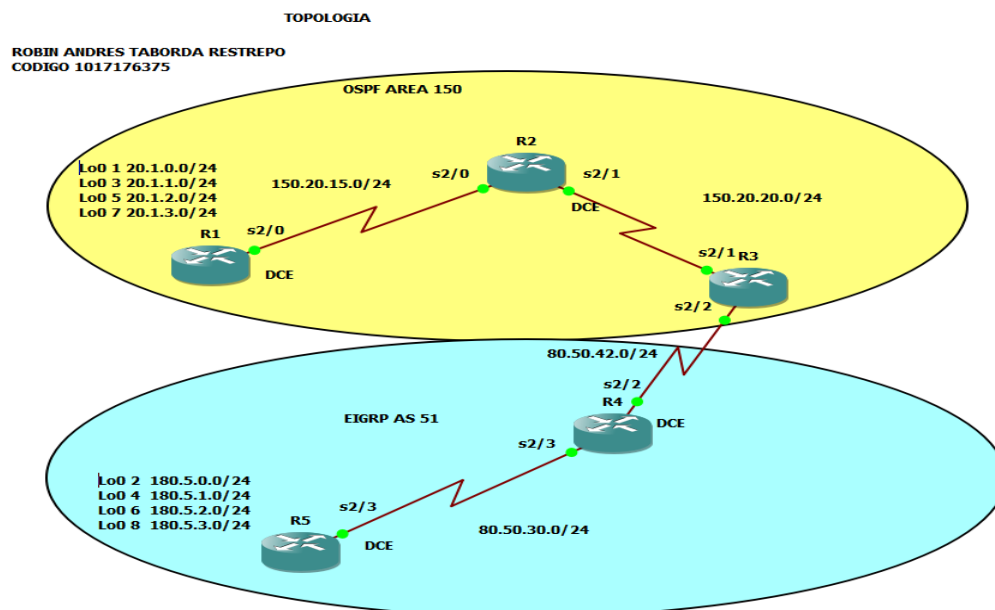 TOPOLOGIA
ROBIN ANDRES TABORDA RESTREPO
CODIGO 1017176375
OSPF AREA 150
R2
Lo0 1 20.1.0.0/24
Lo0 3 20.1.1.0/24
Lo0 5 20.1.2.0/24
Lo0 7 20.1.3.0/24
150.20.15.0/24
s2/0
s2/1
DCE
150.20.20.0/24
R1
s2/0
DCE
s2/1
R3
s2/2
80.50.42.0/24
s2/2
R4
DCE
EIGRP AS 51
s2/3
Lo0 2 180.5.0.0/24
Lo0 4 180.5.1.0/24
Lo0 6 180.5.2.0/24
Lo0 8 180.5.3.0/24
s2/3
R5
DCE
80.50.30.0/24